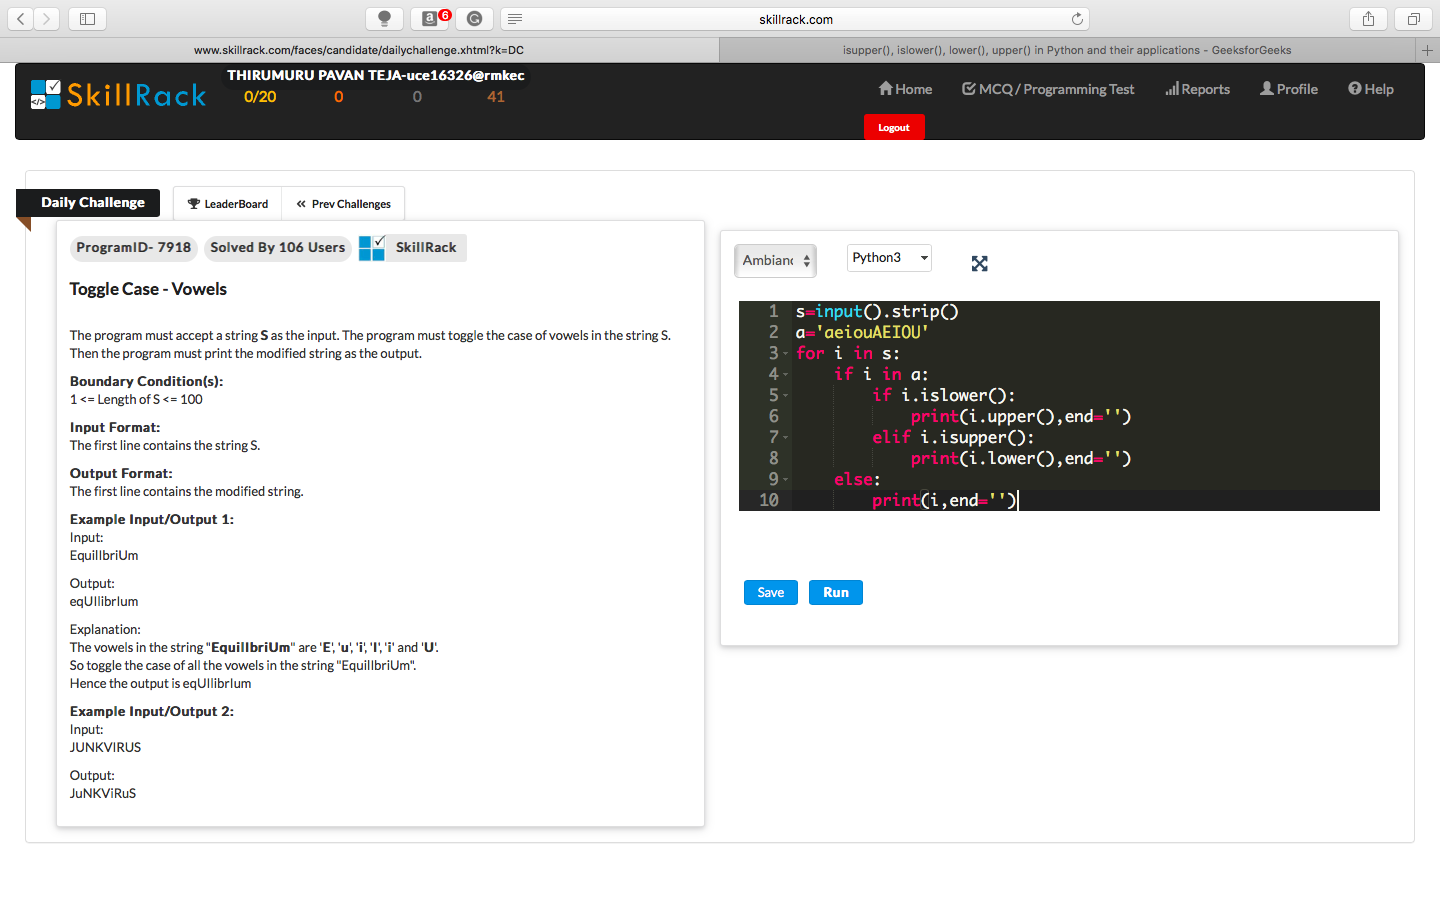 skillrack.com
6
www.skillrack.com/faces/candidate/dailychallenge.xhtml?k=DC
isupper(), islower(), lower(), upper() in Python and their applications - GeeksforGeeks
SkillRack
THIRUMURU PAVAN TEJA-uce16326@rmkec
0/20 0 0 41
Home MCQ / Programming Test Reports Profile Help
Logout
Daily Challenge
LeaderBoard
Prev Challenges
ProgramID- 7918 Solved By 106 Users SkillRack
Toggle Case - Vowels
The program must accept a string S as the input. The program must toggle the case of vowels in the string S.
Then the program must print the modified string as the output.
Boundary Condition(s):
1 <= Length of S <= 100
Input Format:
The first line contains the string S.
Output Format:
The first line contains the modified string.
Example Input/Output 1:
Input:
EquiIIbriUm
Output:
eqUIlibrIum
Explanation:
The vowels in the string "EquiIIbriUm" are 'E', 'u', 'i', 'I', 'i' and 'U'.
So toggle the case of all the vowels in the string "EquiIIbriUm".
Hence the output is eqUIlibrIum
Example Input/Output 2:
Input:
JUNKVIRUS
Output:
JuNKViRuS
Ambianc
Python3
1 s=input().strip()
2 a='aeiouAEIOU'
3 for i in s:
4 if i in a:
5 if i.islower():
6 print(i.upper(),end='')
7 elif i.isupper():
8 print(i.lower(),end='')
9 else:
10 print(i,end='')
Save Run